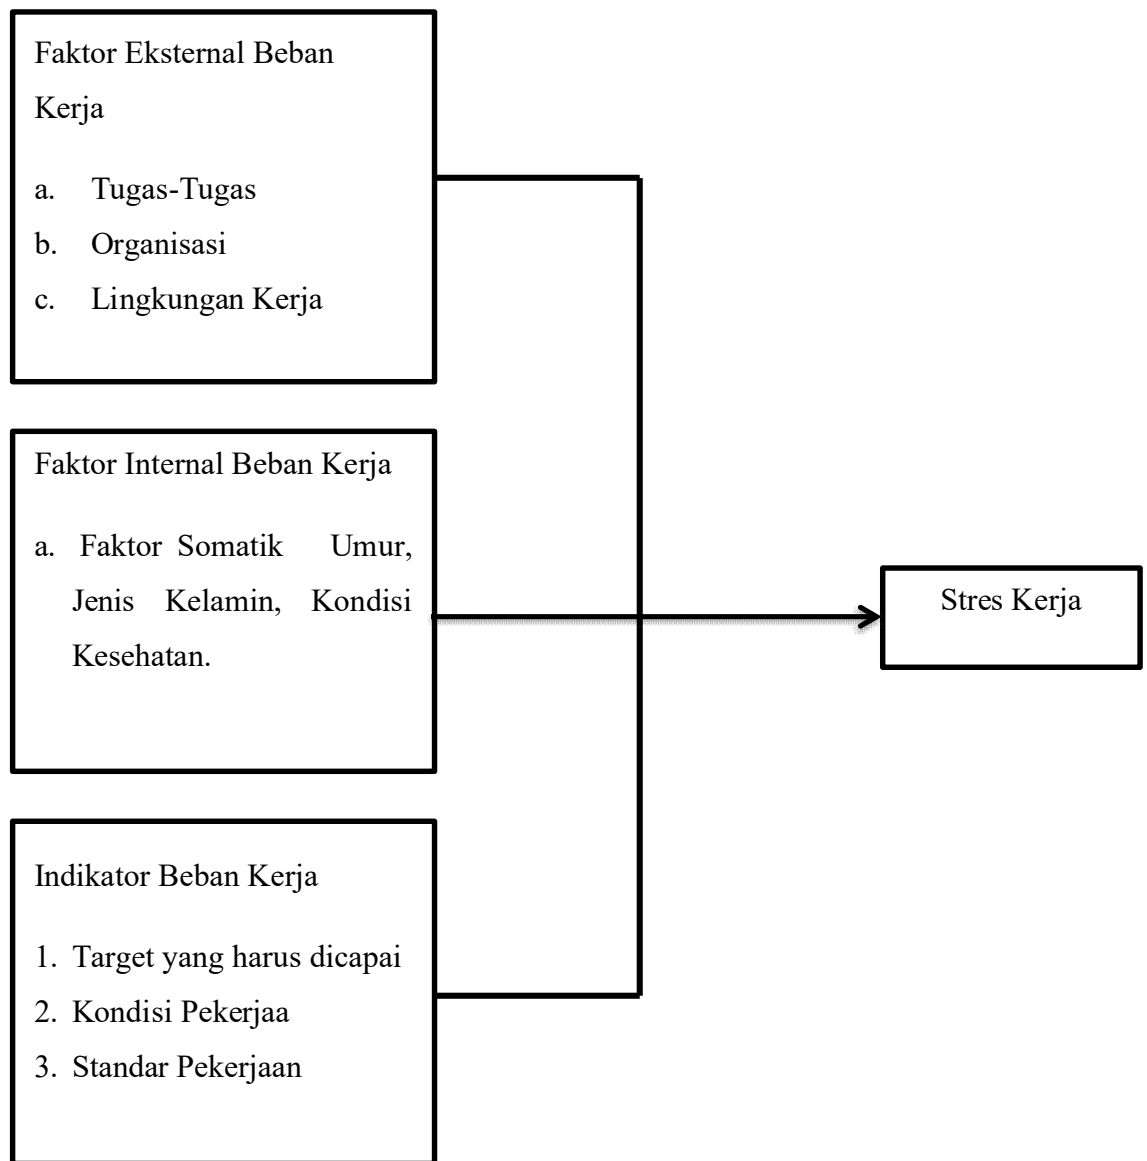 Faktor Eksternal Beban
Kerja
a. Tugas-Tugas
b. Organisasi
c. Lingkungan Kerja
Faktor Internal Beban Kerja
a. Faktor Somatik Umur,
Jenis Kelamin, Kondisi
Kesehatan.
Stres Kerja
Indikator Beban Kerja
1. Target yang harus dicapai
2. Kondisi Pekerjaa
3. Standar Pekerjaan